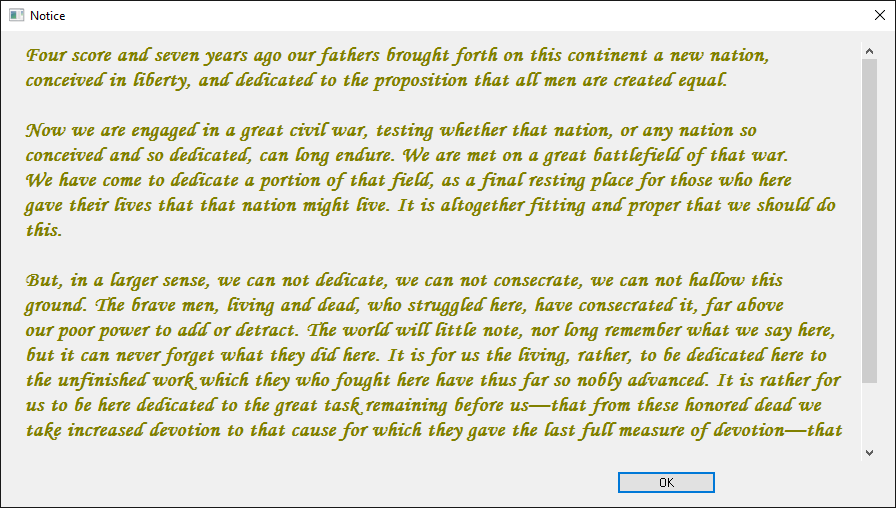 Notice
Four score and seven years ago our fathers brought forth on this continent a new nation,
conceived in liberty, and dedicated to the proposition that all men are created equal.
Now we are engaged in a great civil war, testing whether that nation, or any nation so
conceived and so dedicated, can long endure. We are met on a great battlefield of that war.
We have come to dedicate a portion of that field, as a final resting place for those who here
gave their lives that that nation might live. It is altogether fitting and proper that we should do
this.
But, in a larger sense, we can not dedicate, we can not consecrate, we can not hallow this
ground. The brave men, living and dead, who struggled here, have consecrated it, far above
our poor power to add or detract. The world will little note, nor long remember what we say here,
but it can never forget what they did here. It is for us the living, rather, to be dedicated here to
the unfinished work which they who fought here have thus far so nobly advanced. It is rather for
us to be here dedicated to the great task remaining before us—that from these honored dead we
take increased devotion to that cause for which they gave the last full measure of devotion—that
OK